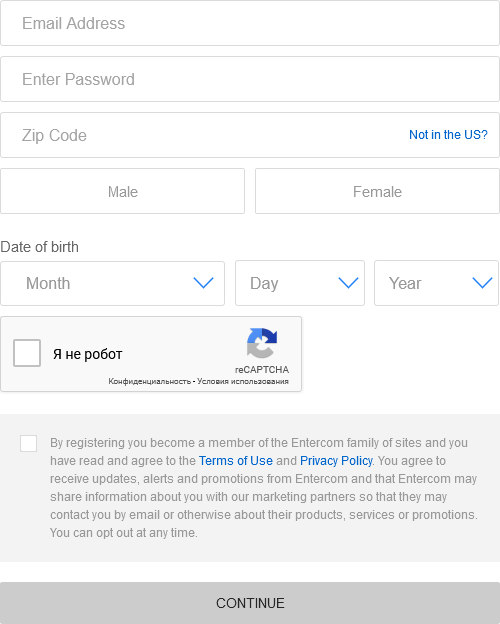 Email Address
Enter Password
Zip Code Not in the US?
Male Female
Date of birth
Month Day Year
Я не робот
reCAPTCHA
Конфиденциальность - Условия использования
By registering you become a member of the Entercom family of sites and you
have read and agree to the Terms of Use and Privacy Policy. You agree to
receive updates, alerts and promotions from Entercom and that Entercom may
share information about you with our marketing partners so that they may
contact you by email or otherwise about their products, services or promotions.
You can opt out at any time.
CONTINUE